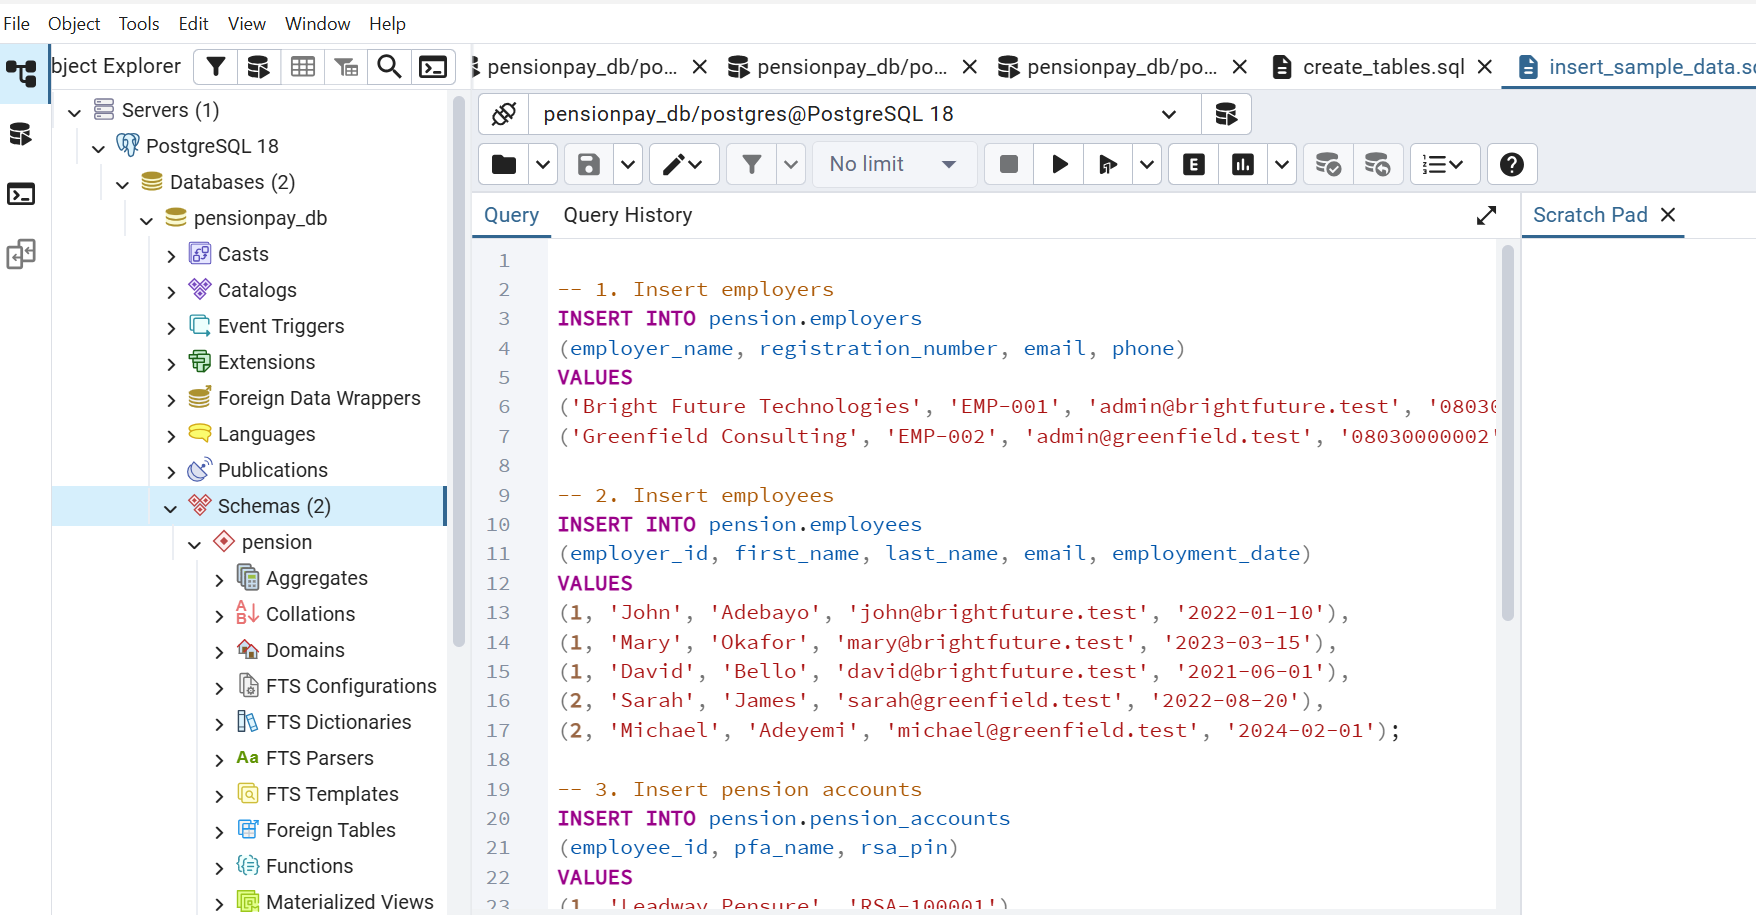 File Object Tools Edit View Window Help
bject Explorer
pensionpay_db/po...
pensionpay_db/po...
pensionpay_db/po...
create_tables.sql
insert_sample_data.s
Servers (1)
PostgreSQL 18
Databases (2)
pensionpay_db
Casts
Catalogs
Event Triggers
Extensions
Foreign Data Wrappers
Languages
Publications
Schemas (2)
pension
Aggregates
Collations
Domains
FTS Configurations
FTS Dictionaries
Aa FTS Parsers
FTS Templates
Foreign Tables
Functions
Materialized Views
pensionpay_db/postgres@PostgreSQL 18
No limit
E
Query Query History
Scratch Pad
1
2 -- 1. Insert employers
3 INSERT INTO pension.employers
4 (employer_name, registration_number, email, phone)
5 VALUES
6 ('Bright Future Technologies', 'EMP-001', 'admin@brightfuture.test', '08030
7 ('Greenfield Consulting', 'EMP-002', 'admin@greenfield.test', '08030000002'
8
9 -- 2. Insert employees
10 INSERT INTO pension.employees
11 (employer_id, first_name, last_name, email, employment_date)
12 VALUES
13 (1, 'John', 'Adebayo', 'john@brightfuture.test', '2022-01-10'),
14 (1, 'Mary', 'Okafor', 'mary@brightfuture.test', '2023-03-15'),
15 (1, 'David', 'Bello', 'david@brightfuture.test', '2021-06-01'),
16 (2, 'Sarah', 'James', 'sarah@greenfield.test', '2022-08-20'),
17 (2, 'Michael', 'Adeyemi', 'michael@greenfield.test', '2024-02-01');
18
19 -- 3. Insert pension accounts
20 INSERT INTO pension.pension_accounts
21 (employee_id, pfa_name, rsa_pin)
22 VALUES
23 (1, 'Leadway Pensure', 'RSA-100001')